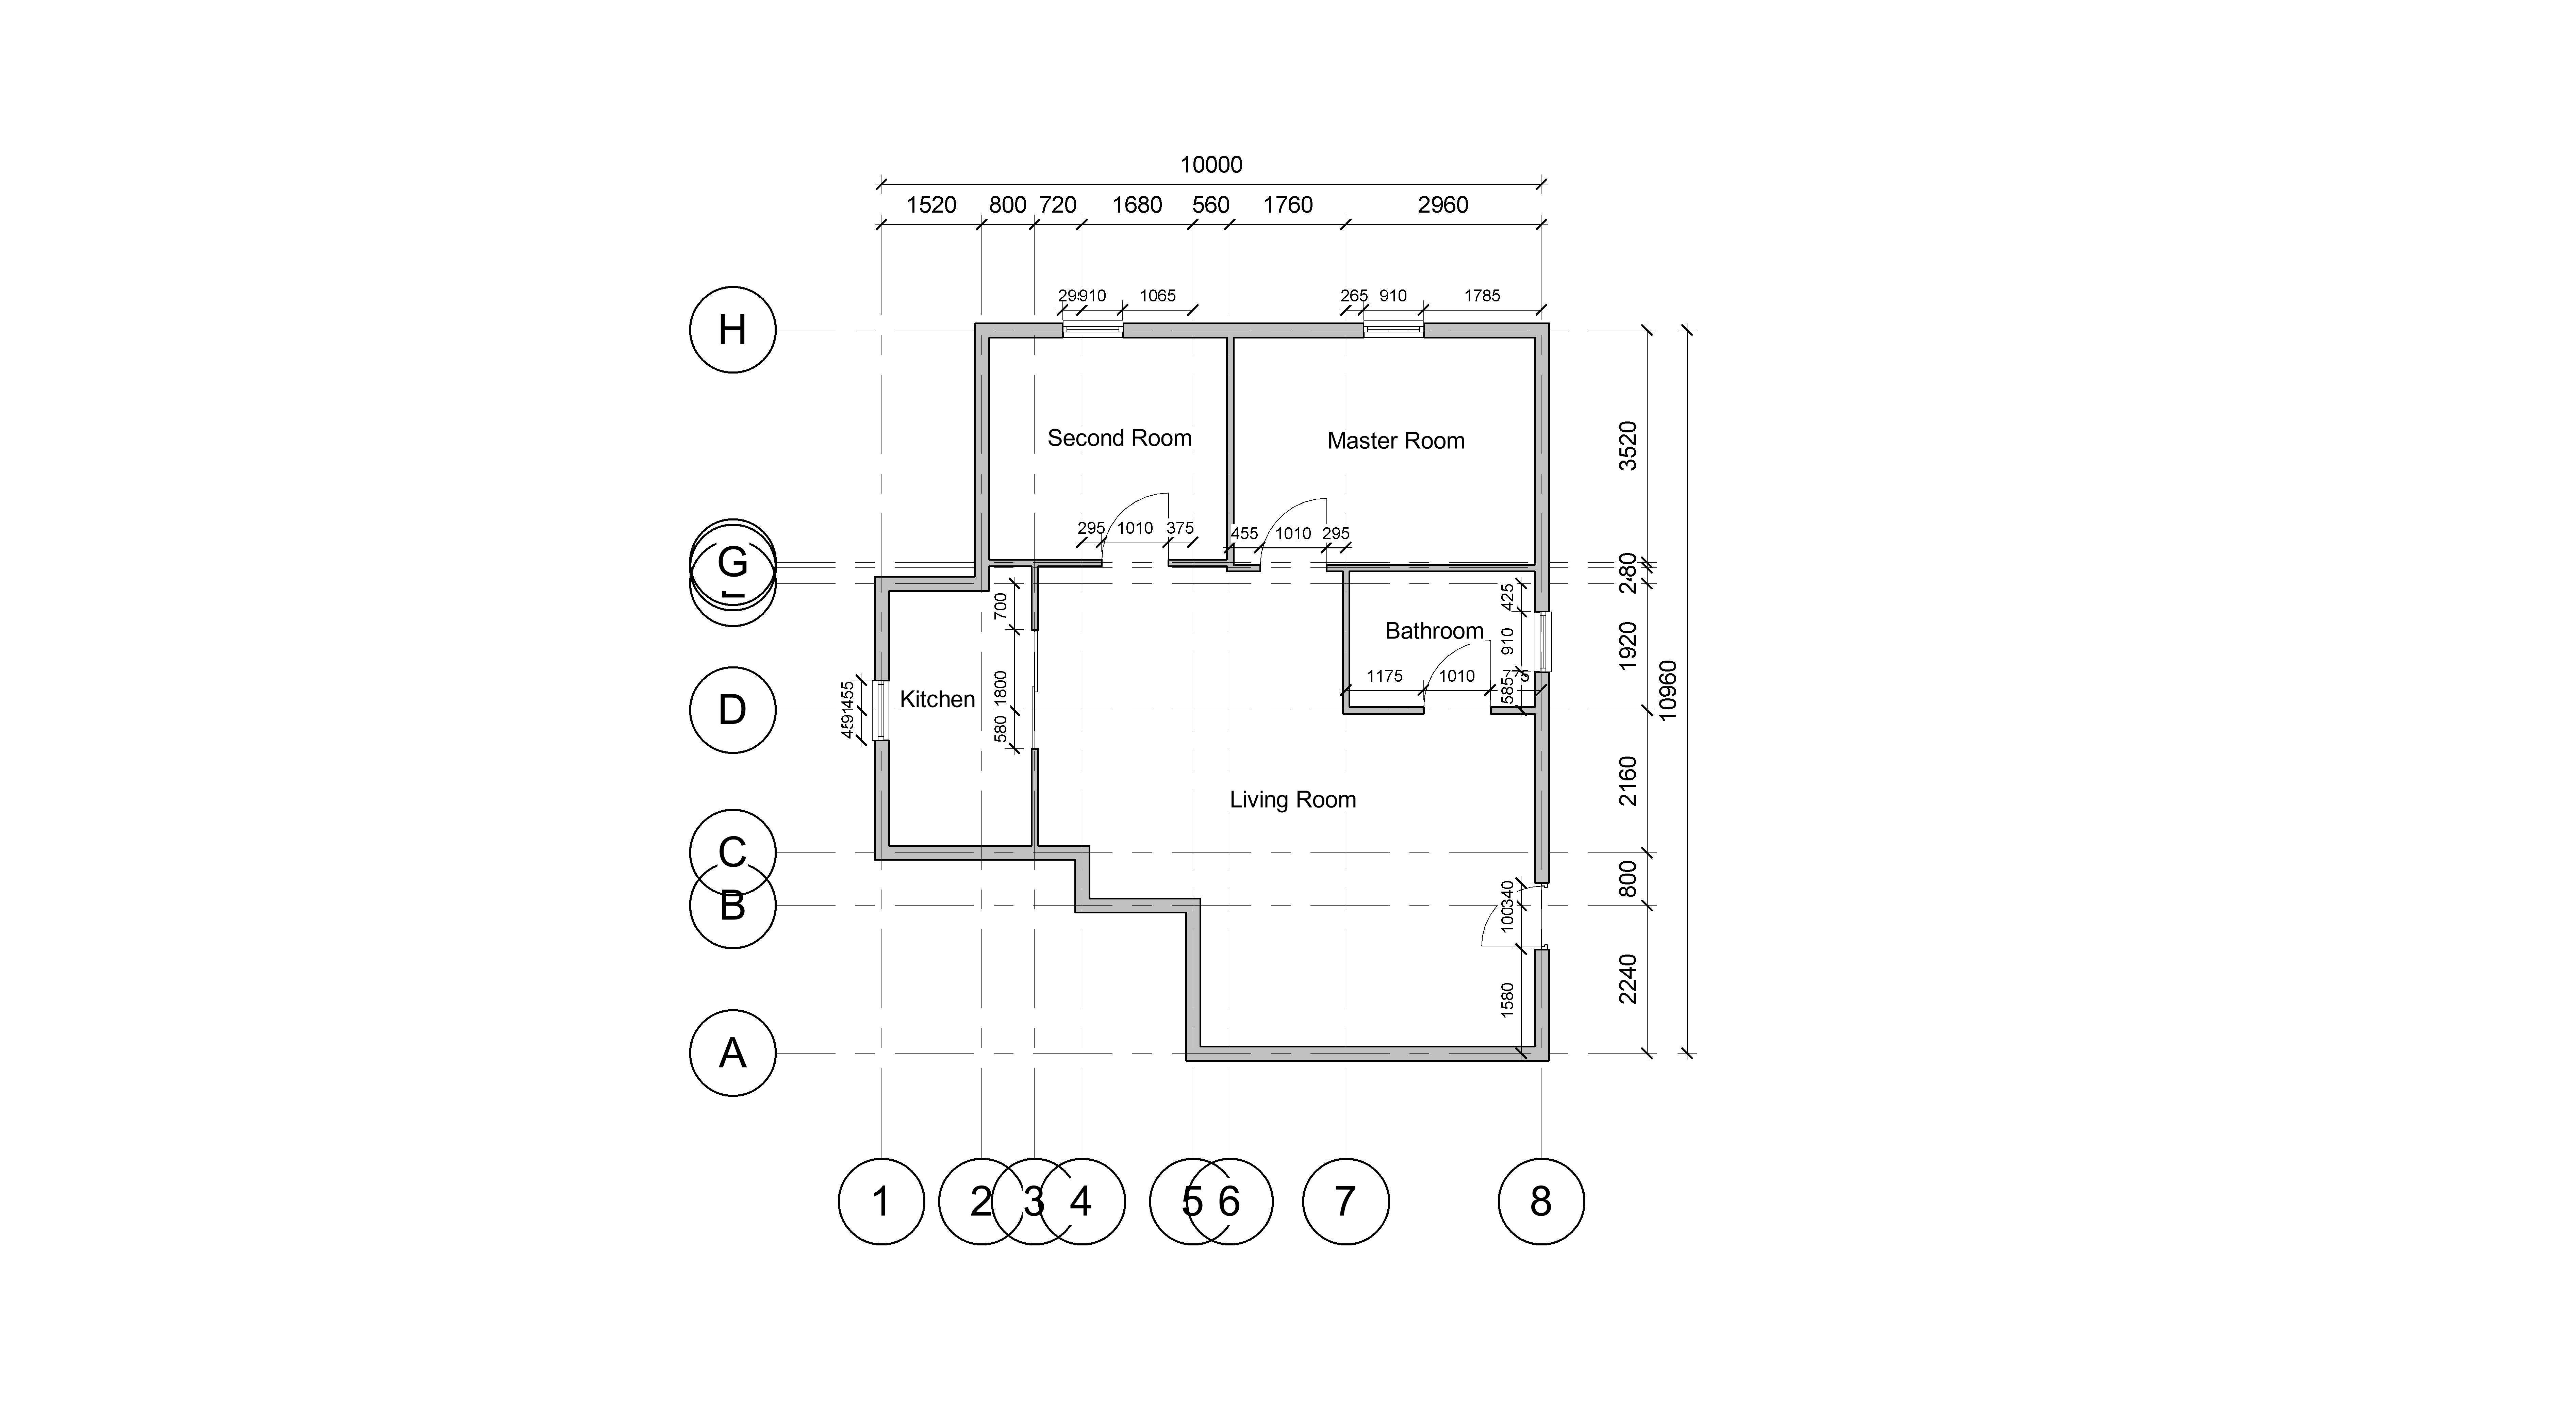 10000
1520 800 720 1680 560 1760 2960
910 1065 265 910 1785
H
3520
Second Room Master Room
295 1010 375 455 1010 295
G
280
700 425
Bathroom 910 1920
1175 1010 585
Kitchen 1800 455
D
580
10960
Living Room 2160
C
800
B
340
2240
1580
A
1 2 3 4 5 6 7 8